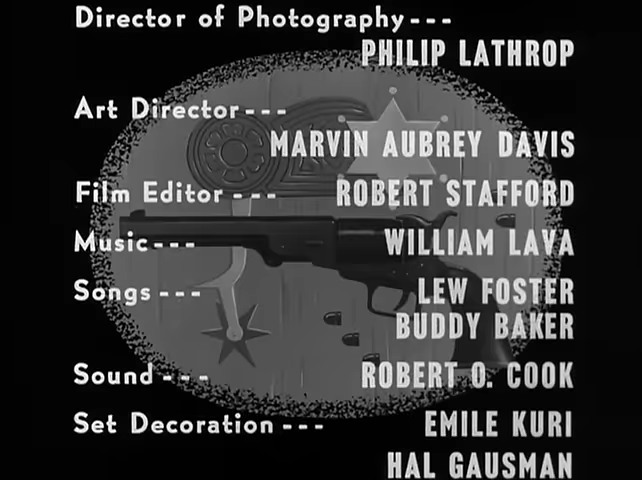 Director of Photography---
PHILIP LATHROP
Art Director---
MARVIN AUBREY DAVIS
Film Editor--- ROBERT STAFFORD
Music--- WILLIAM LAVA
Songs--- LEW FOSTER
BUDDY BAKER
Sound--- ROBERT O. COOK
Set Decoration--- EMILE KURI
HAL GAUSMAN